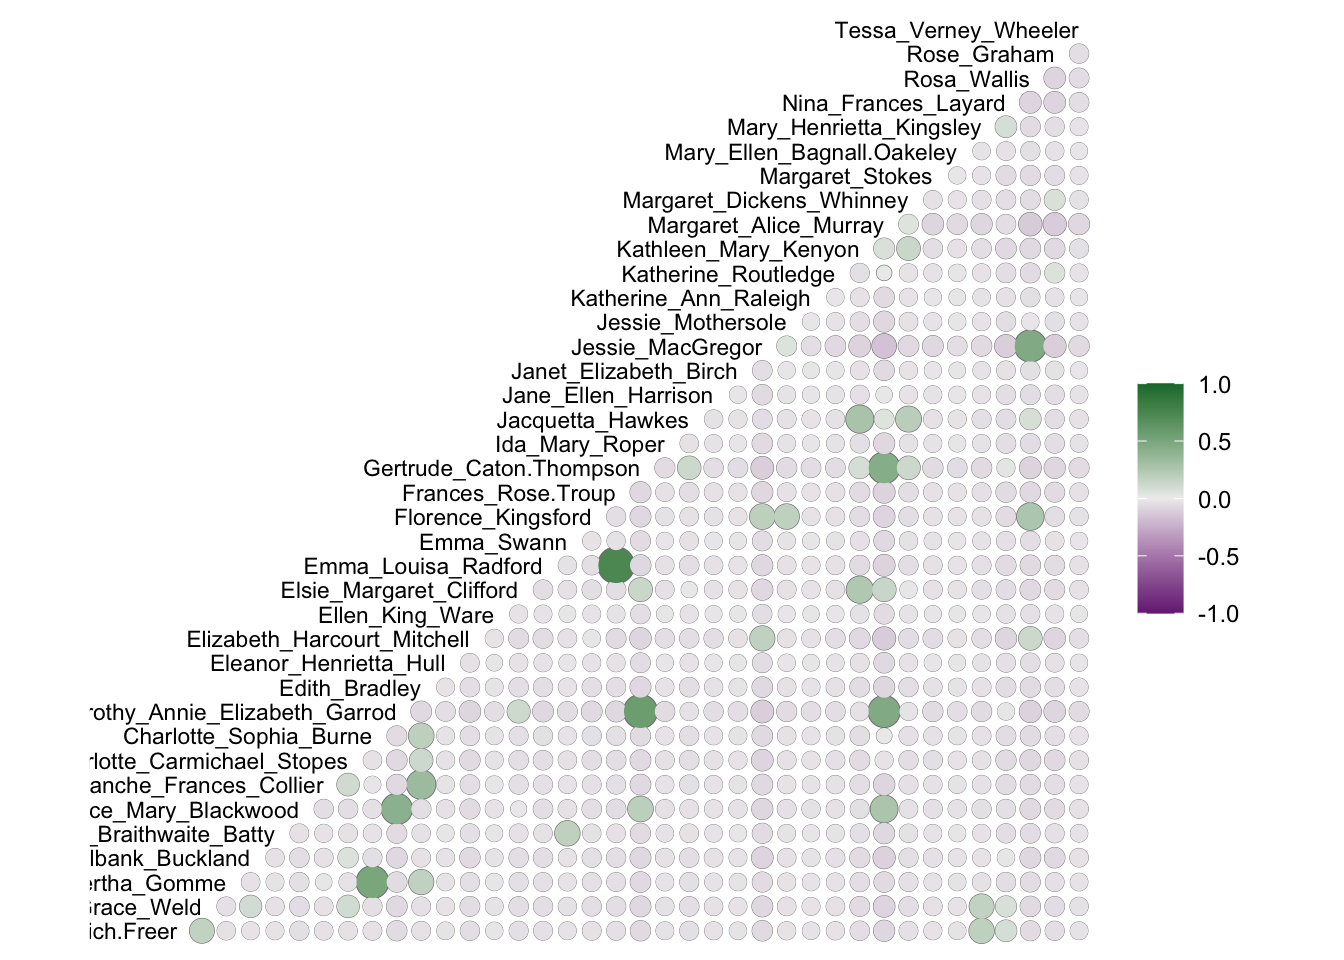 Tessa_Verney_Wheeler
Rose_Graham
Rosa_Wallis
Nina_Frances_Layard
Mary_Henrietta_Kingsley
Mary_Ellen_Bagnall.Oakeley
Margaret_Stokes
Margaret_Dickens_Whinney
Margaret_Alice_Murray
Kathleen_Mary_Kenyon
Katherine_Routledge
Katherine_Ann_Raleigh
Jessie_Mothersole
Jessie_MacGregor
Janet_Elizabeth_Birch
Jane_Ellen_Harrison
Jacquetta_Hawkes
Ida_Mary_Roper
Gertrude_Caton.Thompson
Frances_Rose.Troup
Florence_Kingsford
Emma_Swann
Emma_Louisa_Radford
Elsie_Margaret_Clifford
Ellen_King_Ware
Elizabeth_Harcourt_Mitchell
Eleanor_Henrietta_Hull
Edith_Bradley
rothy_Annie_Elizabeth_Garrod
Charlotte_Sophia_Burne
rlotte_Carmichael_Stopes
anche_Frances_Collier
ce_Mary_Blackwood
_Braithwaite_Batty
lbank_Buckland
ertha_Gomme
Grace_Weld
ich.Freer
1.0
0.5
0.0
-0.5
-1.0